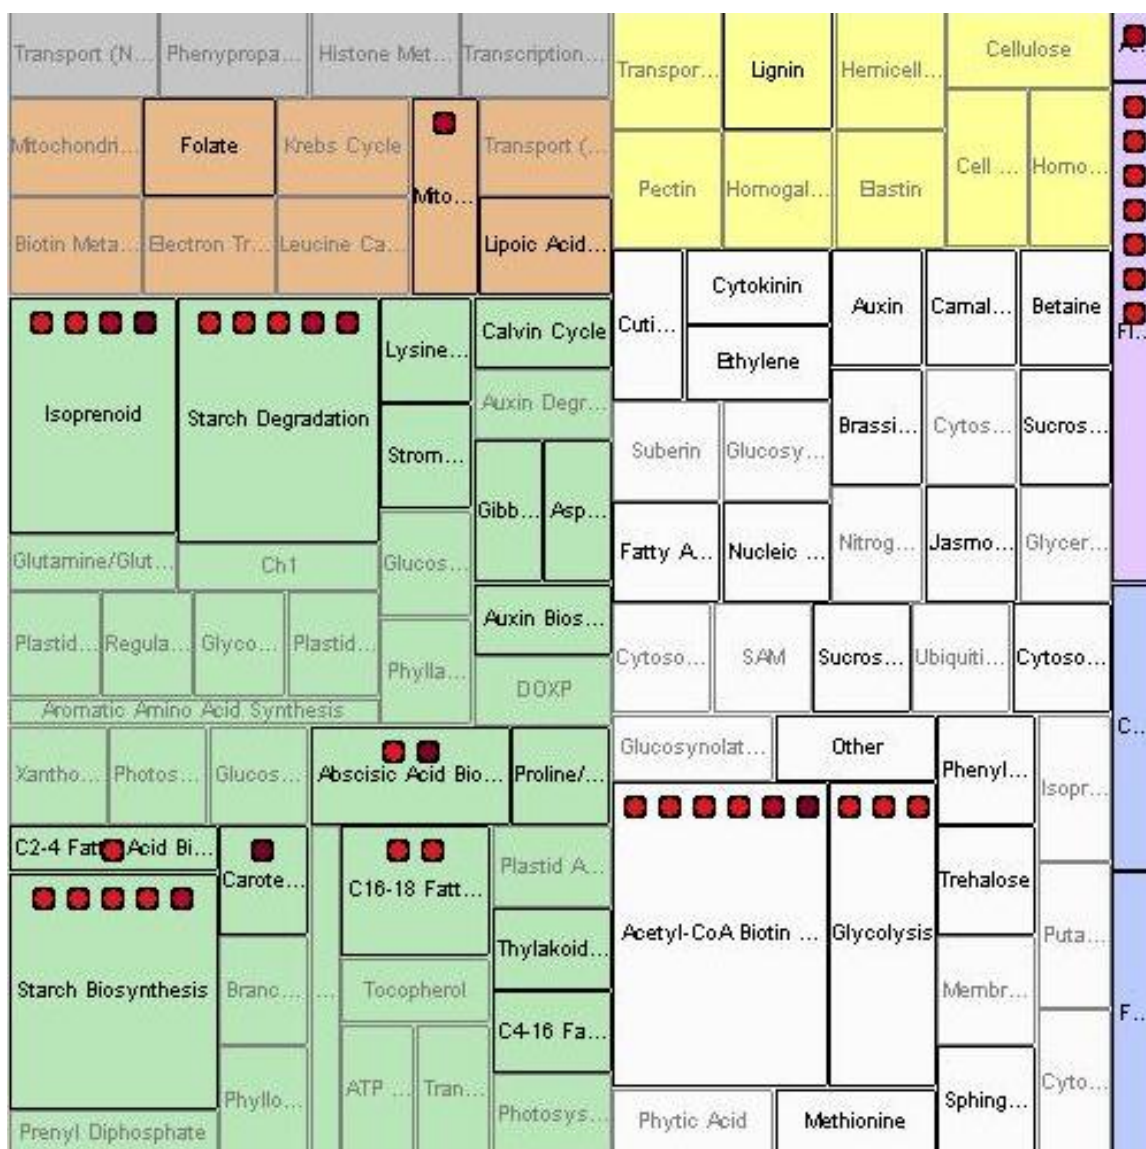 Transport (N...
Phenypropa...
Histone Met...
Transcription...
Mitochondri...
Folate
Krebs Cycle
Mito...
Transport (...
Biotin Meta...
Electron Tr...
Leucine Ca...
Lipoic Acid...
Isoprenoid
Starch Degradation
Lysine...
Calvin Cycle
Auxin Degr...
Strom...
Gibb...
Asp...
Glutamine/Glut...
Ch1
Glucos...
Plastid...
Regula...
Glyco...
Plastid...
Phylla...
Auxin Bios...
DOXP
Aromatic Amino Acid Synthesis
Xantho...
Photos...
Glucos...
Abscisic Acid Bio...
Proline/...
C2-4 Fatty Acid Bi...
Carote...
C16-18 Fatt...
Plastid A...
Thylakoid...
Starch Biosynthesis
Branc...
...
Tocopherol
C4-16 Fa...
Phyllo...
ATP ...
Tran...
Photosys...
Prenyl Diphosphate
Transpor...
Lignin
Hemicell...
Cellulose
Pectin
Homogal...
Elastin
Cell ...
Homo...
Cuti...
Cytokinin
Ethylene
Auxin
Camal...
Betaine
Suberin
Glucosy...
Brassi...
Cytos...
Sucros...
Fatty A...
Nucleic ...
Nitrog...
Jasmo...
Glycer...
Cytoso...
SAM
Sucros...
Ubiquiti...
Cytoso...
Glucosynolat...
Other
Phenyl...
Isopr...
Acetyl-CoA Biotin ...
Glycolysis
Trehalose
Puta...
Membr...
Phytic Acid
Methionine
Sphing...
Cyto...
Fl...
C...
F...